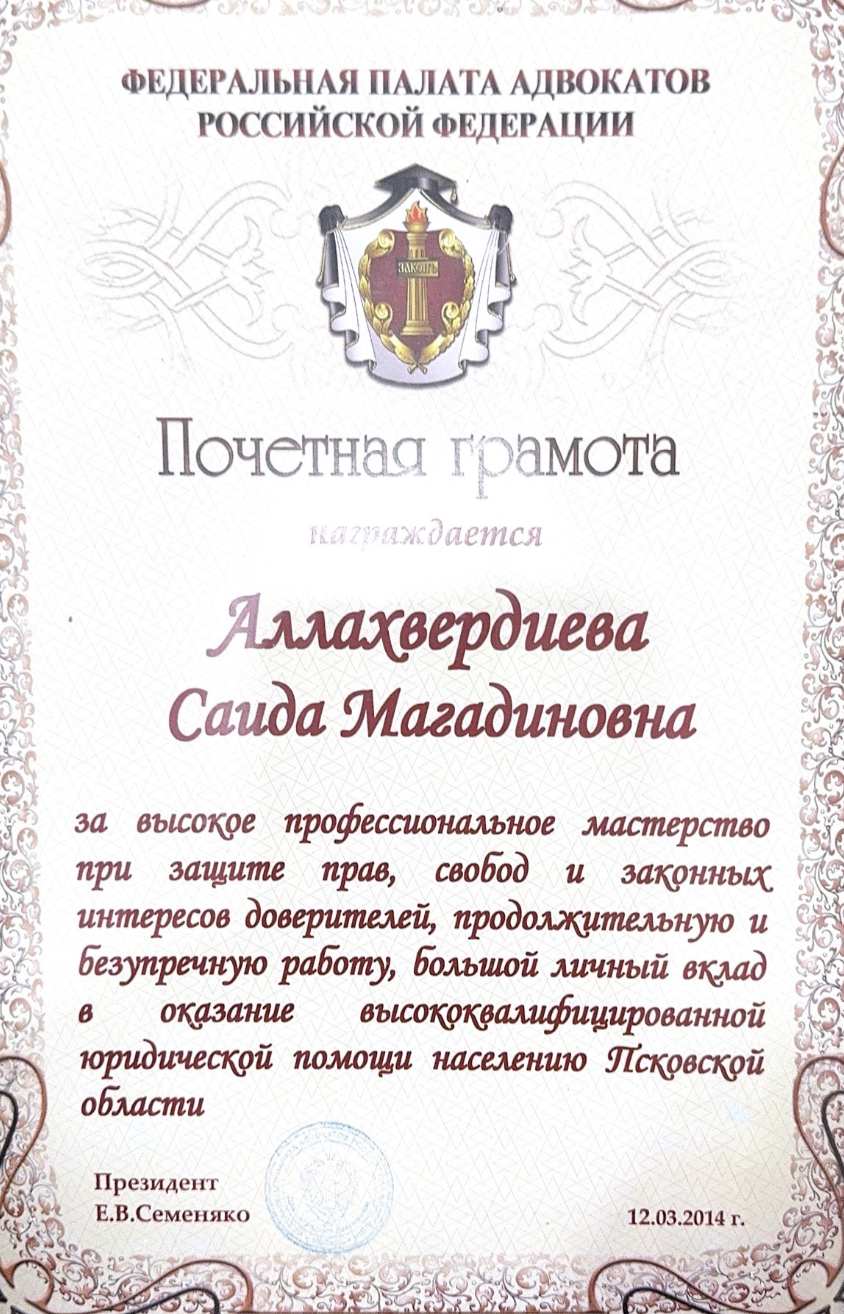 ФЕДЕРАЛЬНАЯ ПАЛАТА АДВОКАТОВ
РОССИЙСКОЙ ФЕДЕРАЦИИ
ЗАКОНЪ
Почетная грамота
награждается
Аллахвердиева
Саида Магадиновна
за высокое профессиональное мастерство
при защите прав, свобод и законных
интересов доверителей, продолжительную и
безупречную работу, большой личный вклад
в оказание высококвалифицированной
юридической помощи населению Псковской
области
Президент
Е.В.Семеняко
12.03.2014 г.